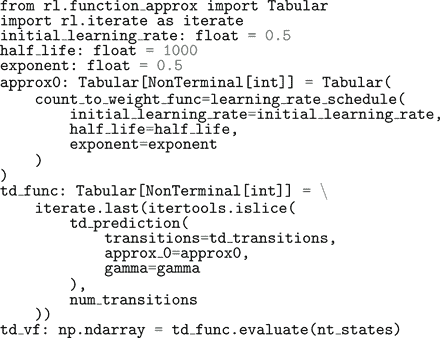 from rl.function_approx import Tabular
import rl.iterate as iterate
initial_learning_rate: float = 0.5
half_life: float = 1000
exponent: float = 0.5
approx0: Tabular[NonTerminal[int]] = Tabular(
    count_to_weight_func=learning_rate_schedule(
        initial_learning_rate=initial_learning_rate,
        half_life=half_life,
        exponent=exponent
    )
)
td_func: Tabular[NonTerminal[int]] = \
    iterate.last(itertools.islice(
        td_prediction(
            transitions=td_transitions,
            approx_0=approx0,
            gamma=gamma
        ),
        num_transitions
    ))
td_vf: np.ndarray = td_func.evaluate(nt_states)